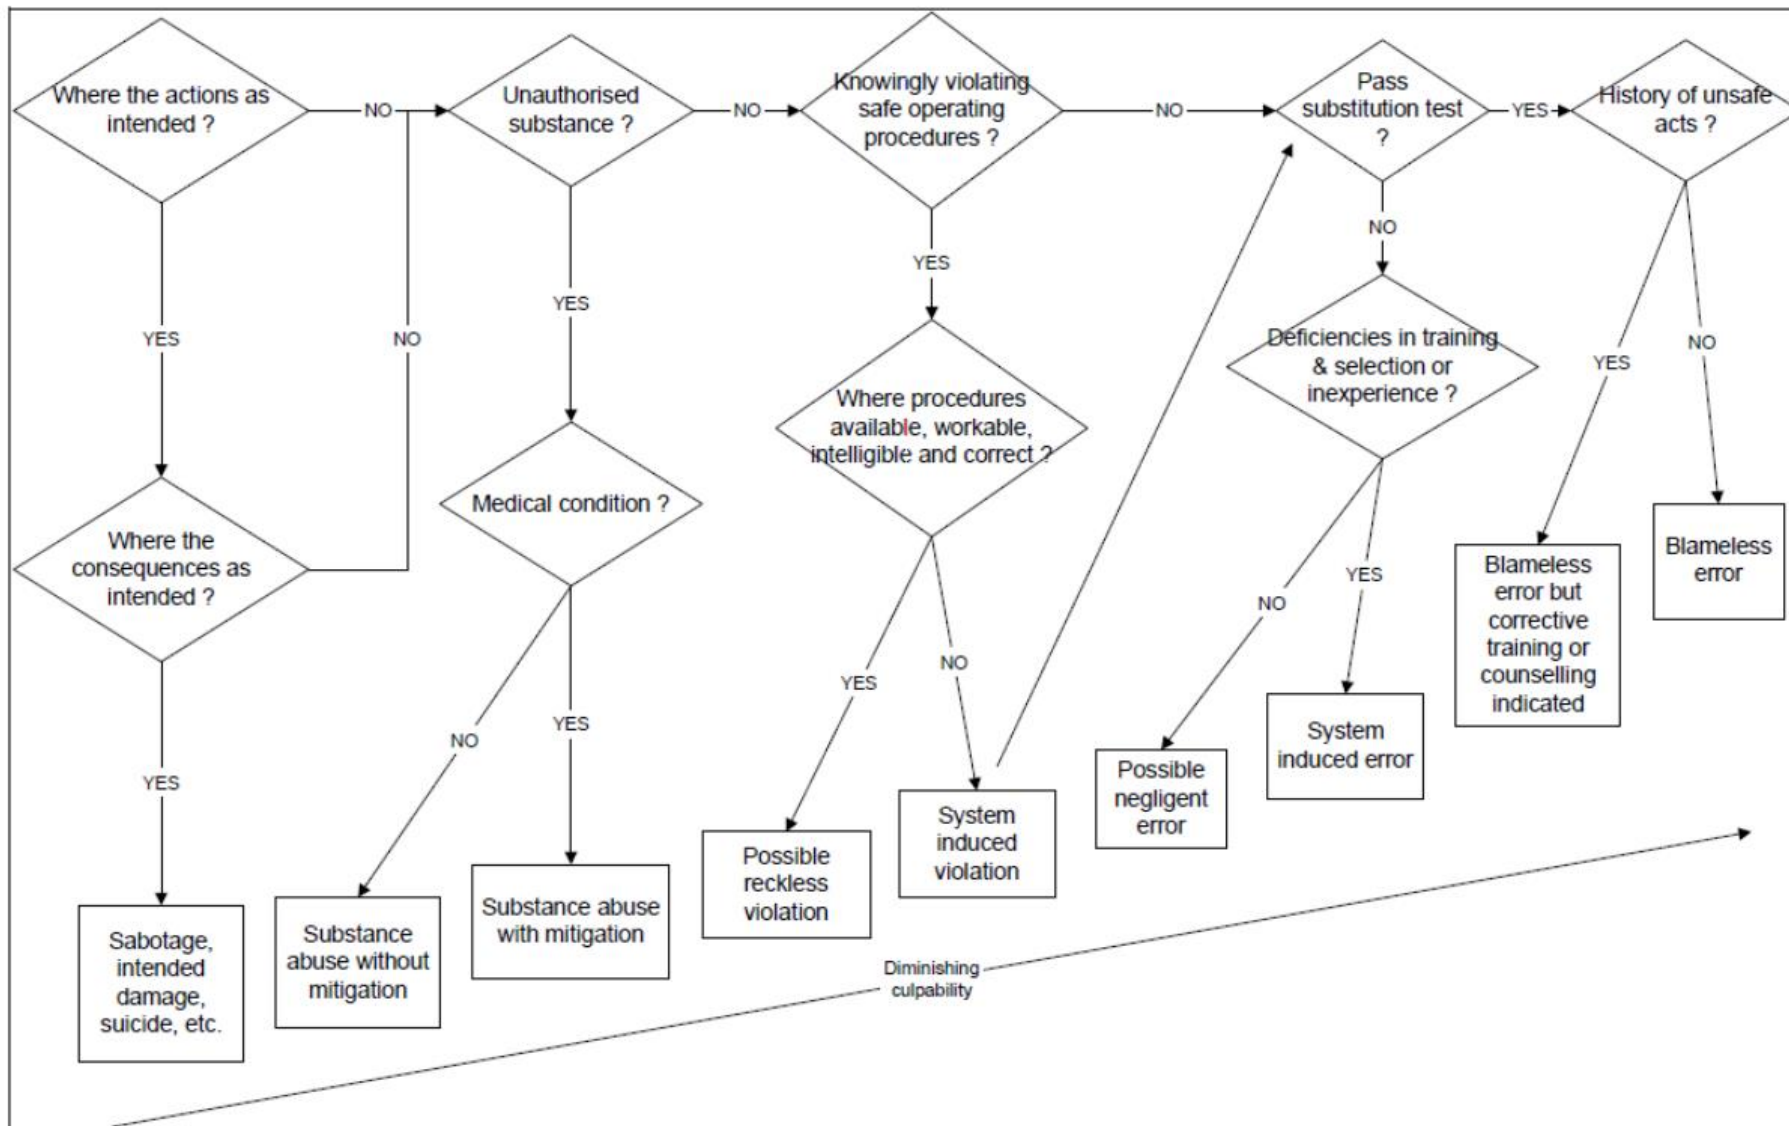 Where the actions as
intended ?
NO
Unauthorised
substance ?
NO
Knowingly violating
safe operating
procedures ?
NO
Pass
substitution test
?
YES
History of unsafe
acts ?
YES
NO
YES
YES
NO
Deficiencies in training
& selection or
inexperience ?
YES
NO
Where the
consequences as
intended ?
Medical condition ?
Where procedures
available, workable,
intelligible and correct ?
NO
YES
Blameless
error but
corrective
training or
counselling
indicated
Blameless
error
YES
NO
YES
YES
NO
Possible
negligent
error
System
induced error
Sabotage,
intended
damage,
suicide, etc.
Substance
abuse without
mitigation
Substance abuse
with mitigation
Possible
reckless
violation
System
induced
violation
Diminishing
culpability